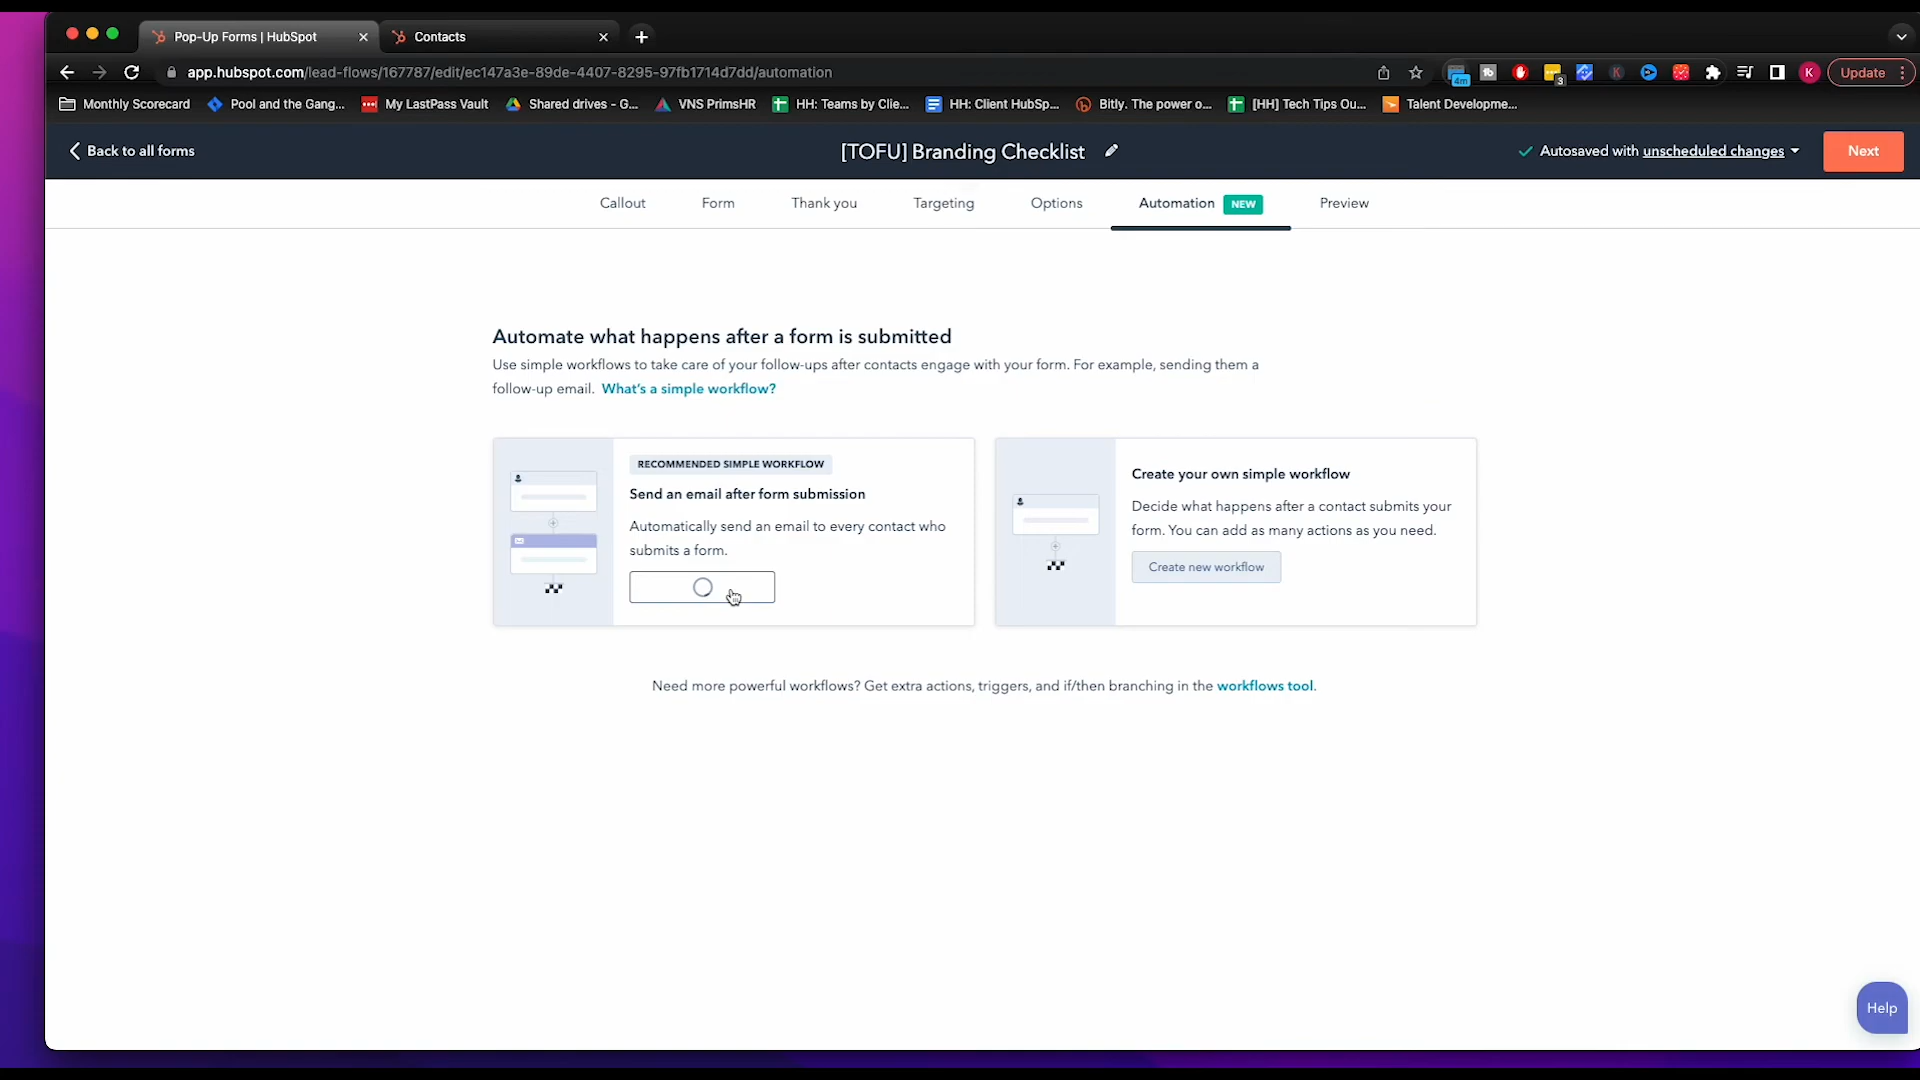 Pop-Up Forms | HubSpot
Contacts
app.hubspot.com/lead-flows/167787/edit/ec147a3e-89de-4407-8295-97fb1714d7dd/automation
4m
3
K
K
Update
Monthly Scorecard
Pool and the Gang...
My LastPass Vault
Shared drives - G...
VNS PrimsHR
HH: Teams by Clie...
HH: Client HubSp...
Bitly. The power o...
[HH] Tech Tips Ou...
Talent Developme...
Back to all forms
[TOFU] Branding Checklist
Autosaved with unscheduled changes
Next
Callout
Form
Thank you
Targeting
Options
Automation NEW
Preview
Automate what happens after a form is submitted
Use simple workflows to take care of your follow-ups after contacts engage with your form. For example, sending them a
follow-up email. What's a simple workflow?
RECOMMENDED SIMPLE WORKFLOW
Send an email after form submission
Automatically send an email to every contact who
submits a form.
Create your own simple workflow
Decide what happens after a contact submits your
form. You can add as many actions as you need.
Create new workflow
Need more powerful workflows? Get extra actions, triggers, and if/then branching in the workflows tool.
Help